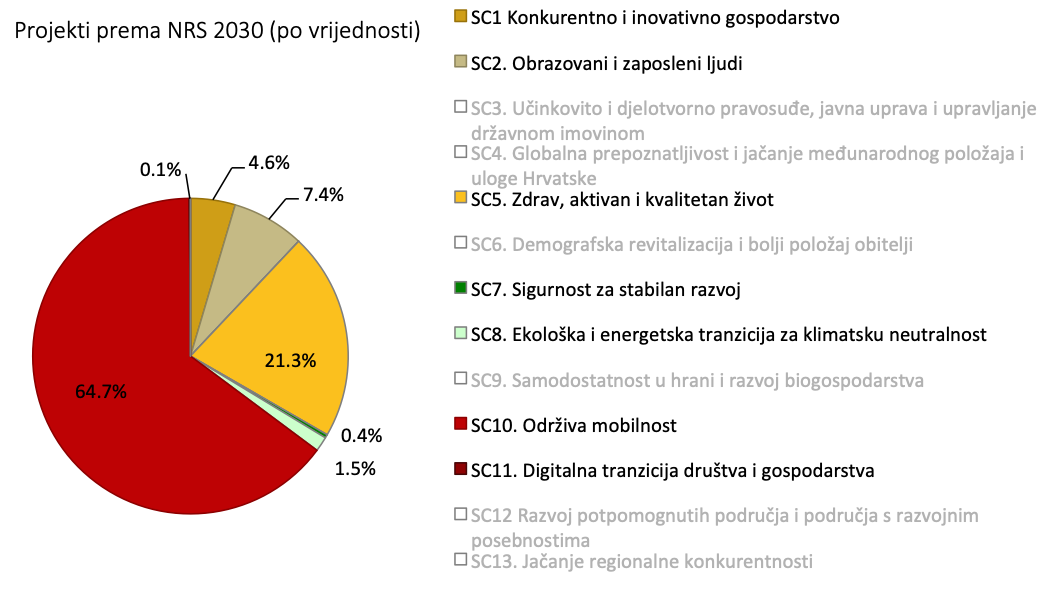 Projekti prema NRS 2030 (po vrijednosti)
0.1%
4.6%
7.4%
21.3%
64.7%
0.4%
1.5%
SC1 Konkurentno i inovativno gospodarstvo
SC2. Obrazovani i zaposleni ljudi
SC3. Učinkovito i djelotvorno pravosuđe, javna uprava i upravljanje
državnom imovinom
SC4. Globalna prepoznatljivost i jačanje međunarodnog položaja i
uloge Hrvatske
SC5. Zdrav, aktivan i kvalitetan život
SC6. Demografska revitalizacija i bolji položaj obitelji
SC7. Sigurnost za stabilan razvoj
SC8. Ekološka i energetska tranzicija za klimatsku neutralnost
SC9. Samodostatnost u hrani i razvoj biogospodarstva
SC10. Održiva mobilnost
SC11. Digitalna tranzicija društva i gospodarstva
SC12 Razvoj potpomognutih područja i područja s razvojnim
posebnostima
SC13. Jačanje regionalne konkurentnosti